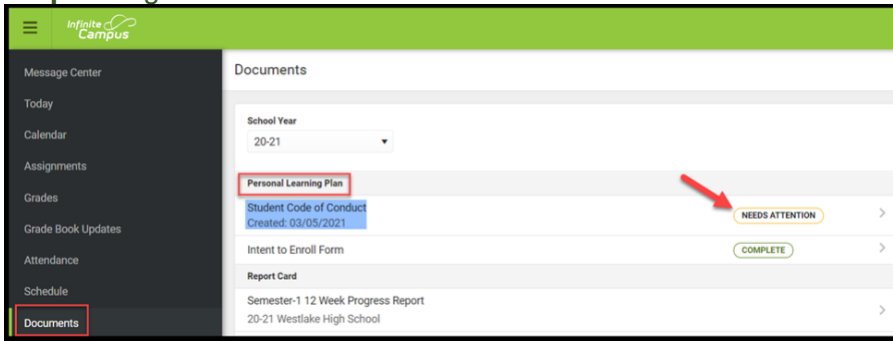 Infinite
Campus
Message Center
Today
Calendar
Assignments
Grades
Grade Book Updates
Attendance
Schedule
Documents
Documents
School Year
20-21
Personal Learning Plan
Student Code of Conduct
NEEDS ATTENTION
Created: 03/05/2021
Intent to Enroll Form
COMPLETE
Report Card
Semester-1 12 Week Progress Report
20-21 Westlake High School